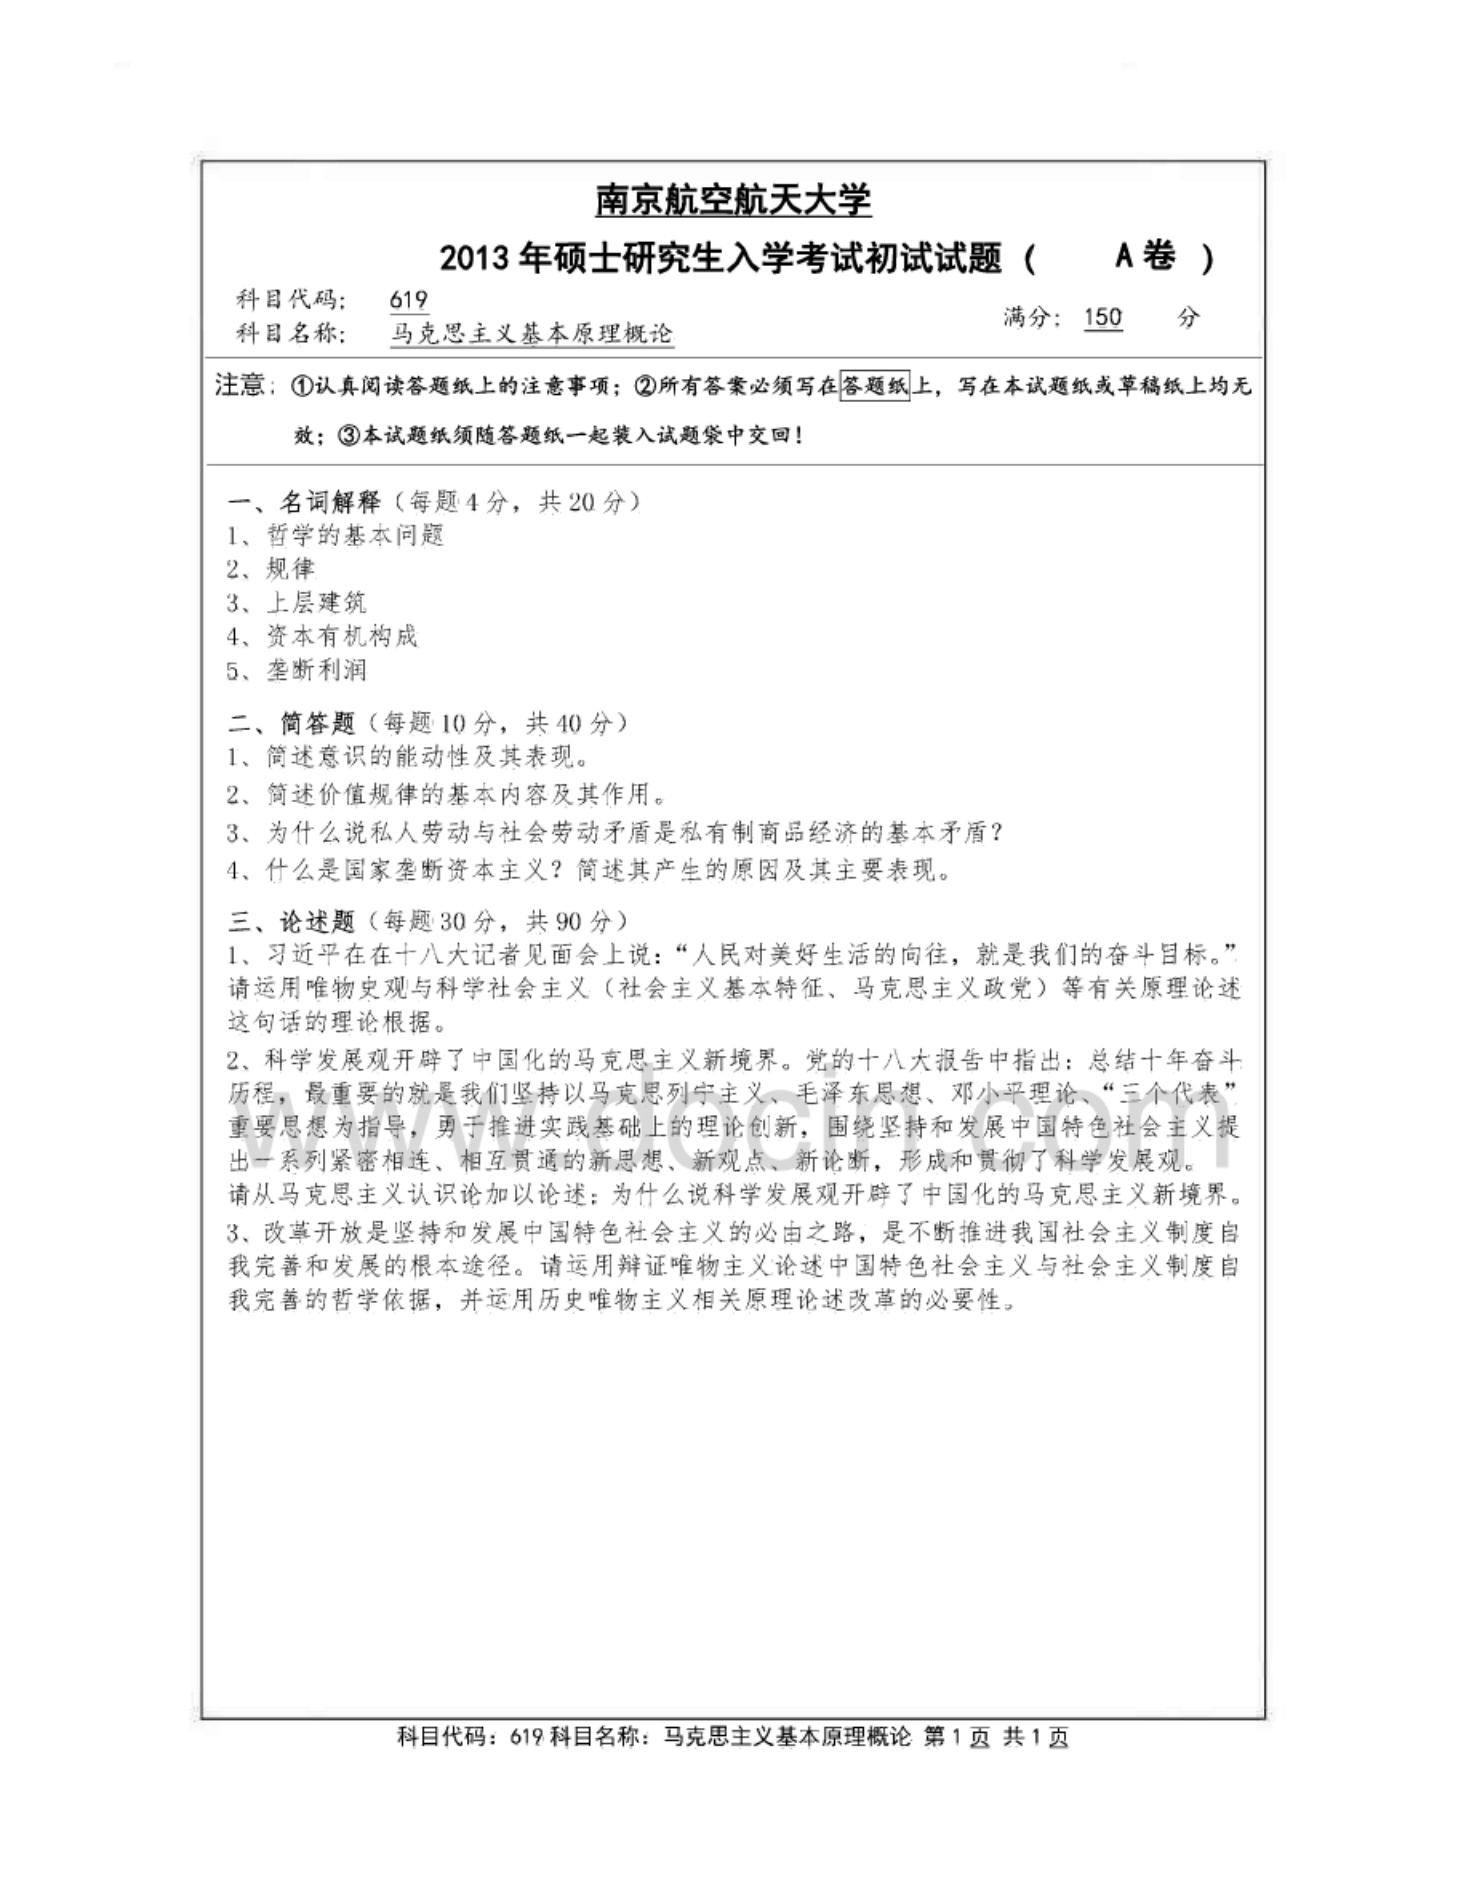 南京航空航天大学
2013年硕士研究生入学考试初试试题（ A卷 ）
科目代码： 619
满分： 150 分
科目名称： 马克思主义基本原理概论
注意：①认真阅读答题纸上的注意事项；②所有答案必须写在答题纸上，写在本试题纸或草稿纸上均无
效；③本试题纸须随答题纸一起装入试题袋中交回！
一、名词解释（每题4分，共20分）
1、哲学的基本问题
2、规律
3、上层建筑
4、资本有机构成
5、垄断利润
二、简答题（每题10分，共40分）
1、简述意识的能动性及其表现。
2、简述价值规律的基本内容及其作用。
3、为什么说私人劳动与社会劳动矛盾是私有制商品经济的基本矛盾？
4、什么是国家垄断资本主义？简述其产生的原因及其主要表现。
三、论述题（每题30分，共90分）
1、习近平在在十八大记者见面会上说：“人民对美好生活的向往，就是我们的奋斗目标。”
请运用唯物史观与科学社会主义（社会主义基本特征、马克思主义政党）等有关原理论述
这句话的理论根据。
2、科学发展观开辟了中国化的马克思主义新境界。党的十八大报告中指出：总结十年奋斗
历程，最重要的就是我们坚持以马克思列宁主义、毛泽东思想、邓小平理论、“三个代表”
重要思想为指导，勇于推进实践基础上的理论创新，围绕坚持和发展中国特色社会主义提
出一系列紧密相连、相互贯通的新思想、新观点、新论断，形成和贯彻了科学发展观。
请从马克思主义认识论加以论述：为什么说科学发展观开辟了中国化的马克思主义新境界。
3、改革开放是坚持和发展中国特色社会主义的必由之路，是不断推进我国社会主义制度自
我完善和发展的根本途径。请运用辩证唯物主义论述中国特色社会主义与社会主义制度自
我完善的哲学依据，并运用历史唯物主义相关原理论述改革的必要性。
www.docin.com
科目代码：619科目名称：马克思主义基本原理概论 第1页 共1页